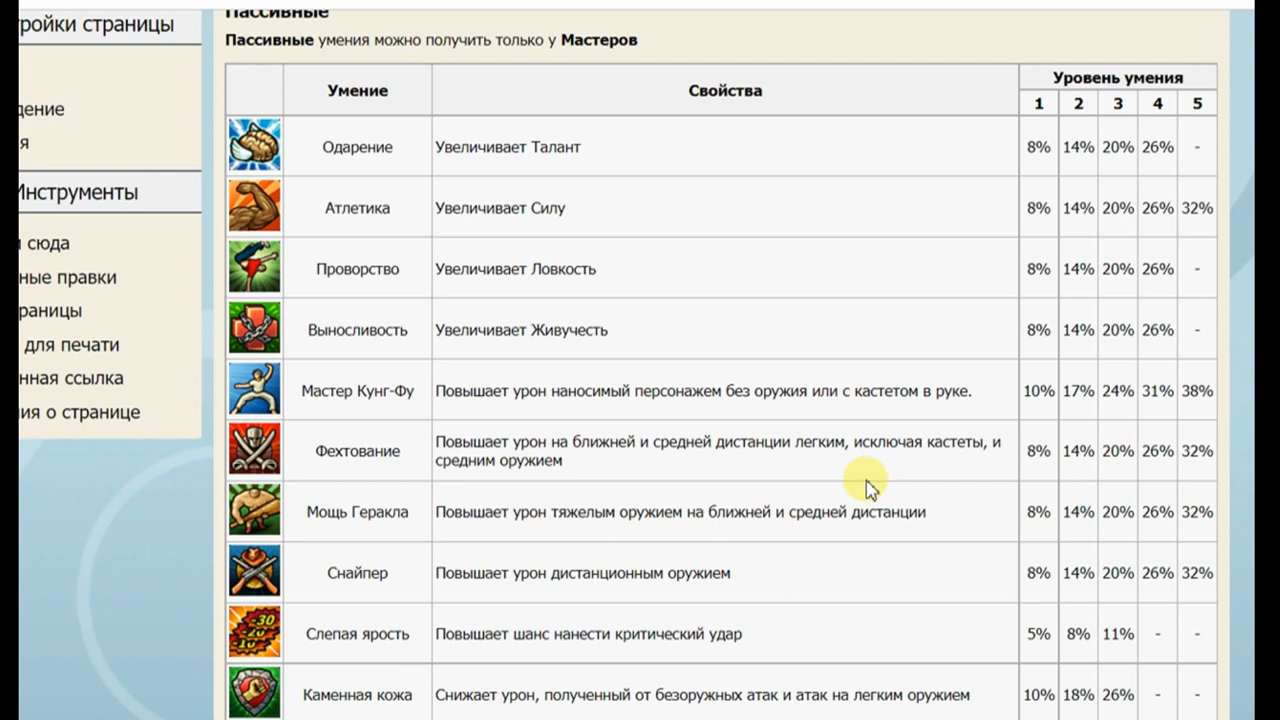 ройки страницы
дение
я
Инструменты
сюда
ные правки
раницы
для печати
нная ссылка
ия о странице
Пассивные
Пассивные умения можно получить только у Мастеров
Умение Свойства Уровень умения
1 2 3 4 5
Одарение Увеличивает Талант 8% 14% 20% 26% -
Атлетика Увеличивает Силу 8% 14% 20% 26% 32%
Проворство Увеличивает Ловкость 8% 14% 20% 26% -
Выносливость Увеличивает Живучесть 8% 14% 20% 26% -
Мастер Кунг-Фу Повышает урон наносимый персонажем без оружия или с кастетом в руке. 10% 17% 24% 31% 38%
Фехтование Повышает урон на ближней и средней дистанции легким, исключая кастеты, и
средним оружием 8% 14% 20% 26% 32%
Мощь Геракла Повышает урон тяжелым оружием на ближней и средней дистанции 8% 14% 20% 26% 32%
Снайпер Повышает урон дистанционным оружием 8% 14% 20% 26% 32%
-30
-20
-10
Слепая ярость Повышает шанс нанести критический удар 5% 8% 11% - -
Каменная кожа Снижает урон, полученный от безоружных атак и атак на легким оружием 10% 18% 26% - -